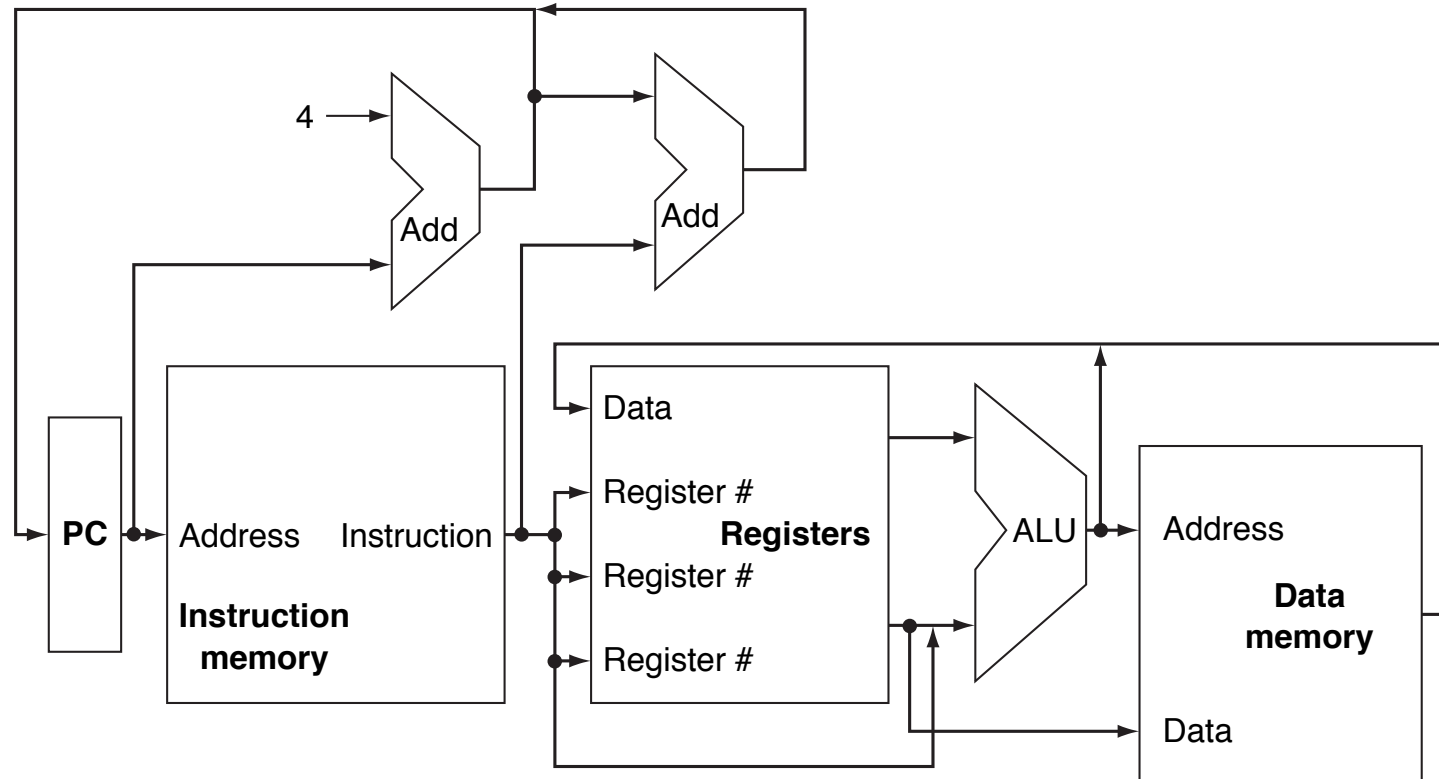 4
Add
Add
Data
Register #
PC
Address
Instruction
Registers
ALU
Address
Register #
Instruction
memory
Data
memory
Register #
Data